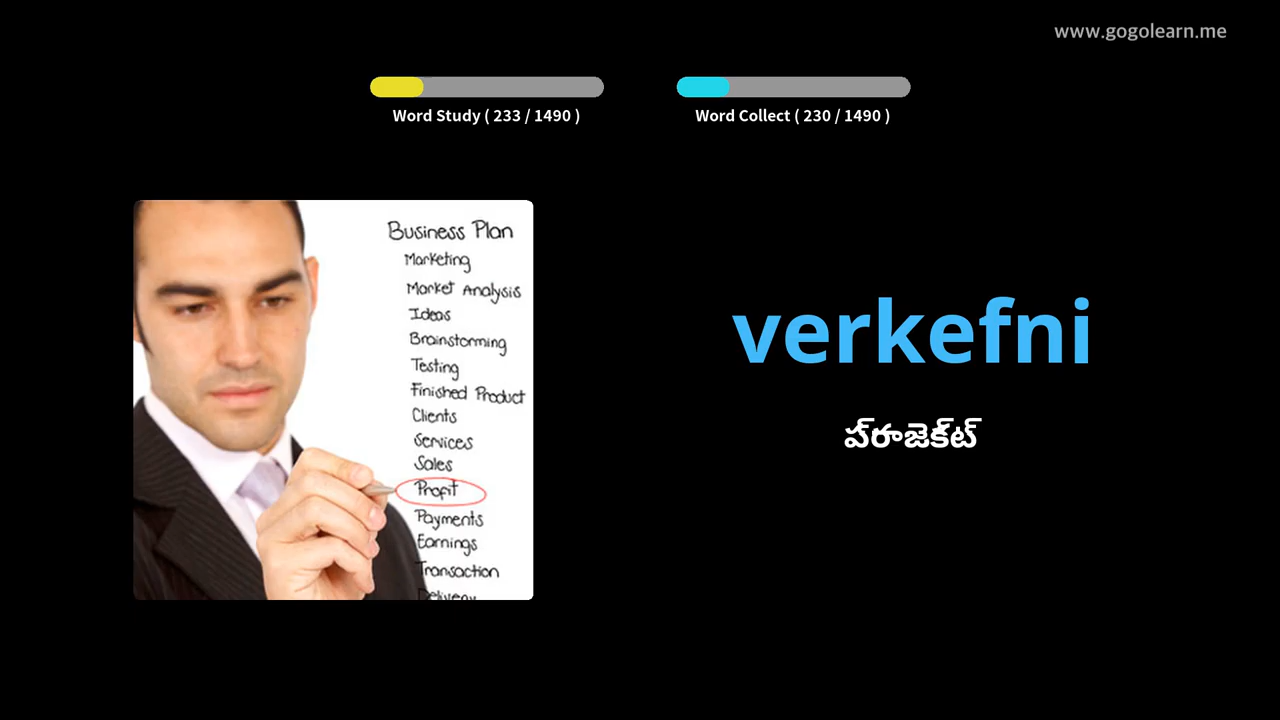 www.gogolearn.me
Word Study ( 233 / 1490 )
Word Collect ( 230 / 1490 )
Business Plan
Marketing
Market Analysis
Ideas
Brainstorming
Testing
Finished Product
Clients
Services
Sales
Profit
Payments
Earnings
Transaction
Delivery
verkefni
ప్రాజెక్ట్